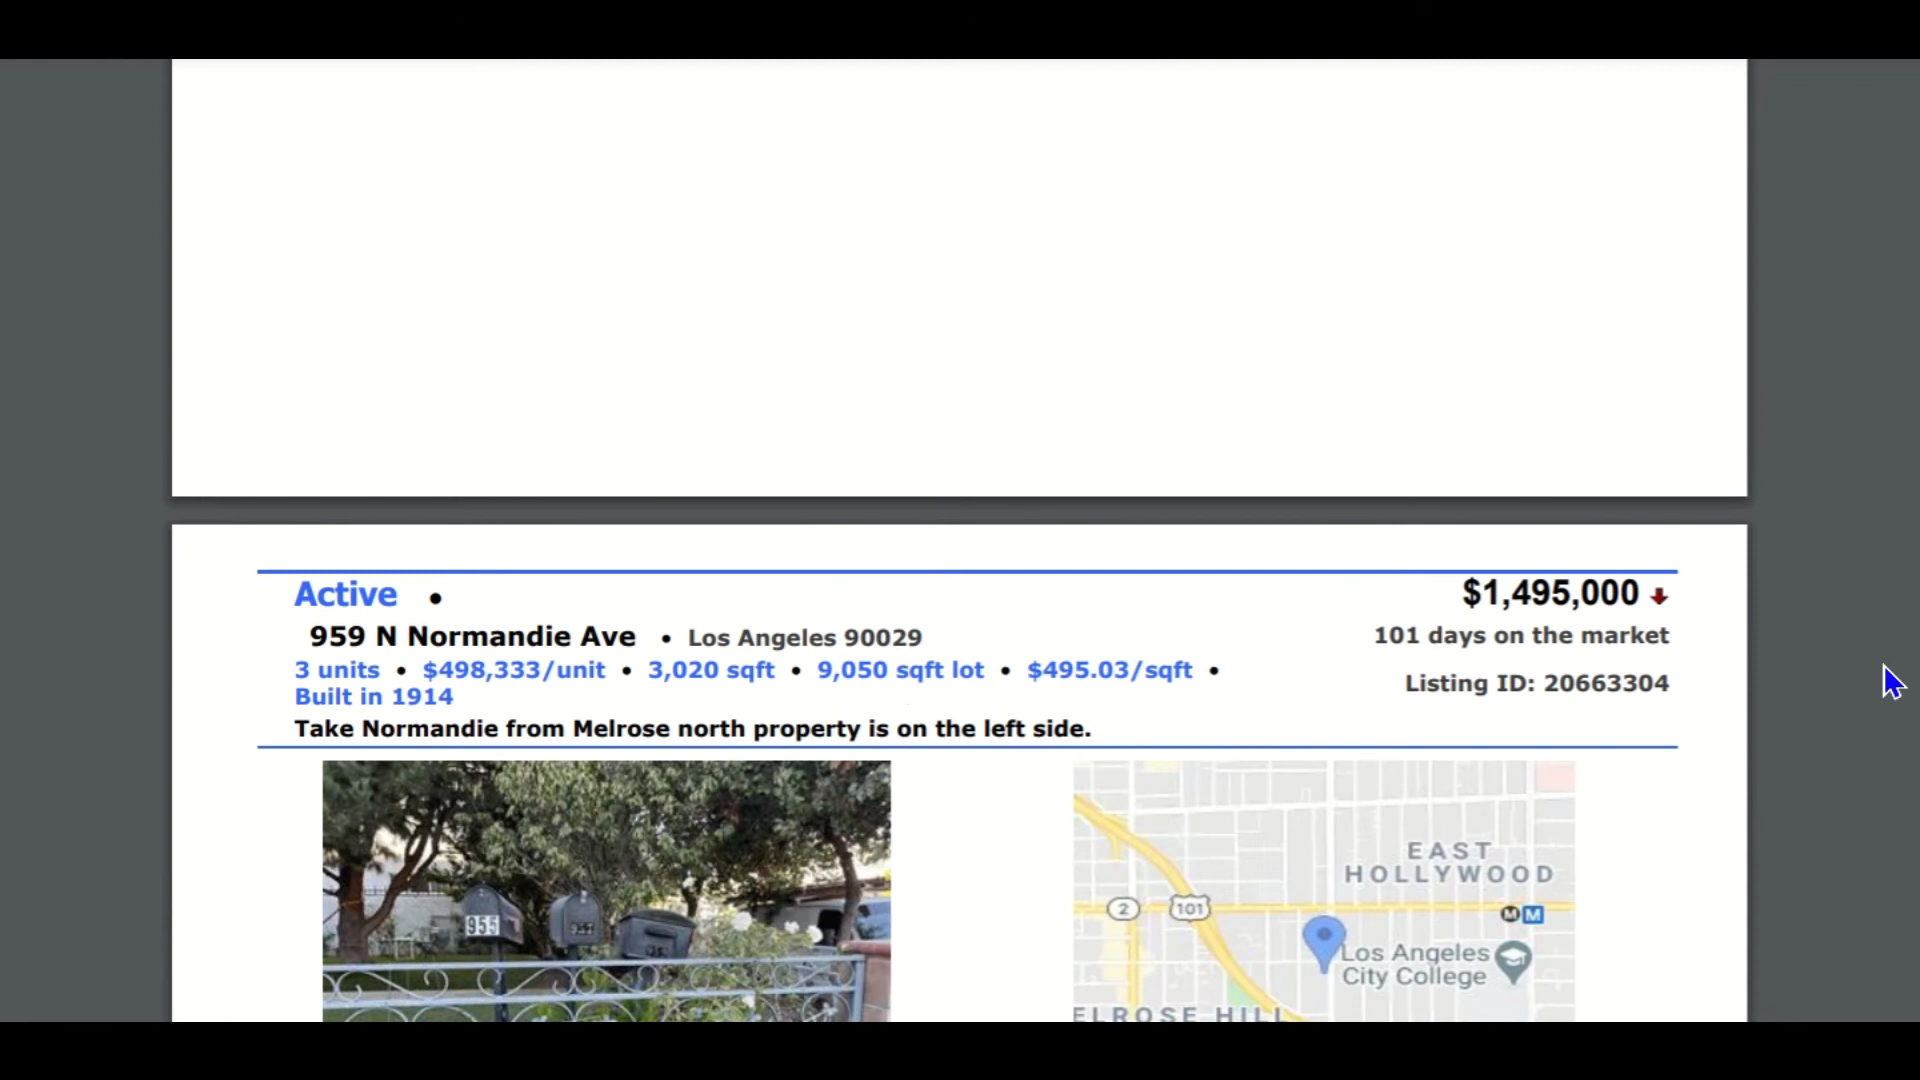 Active •
$1,495,000
959 N Normandie Ave • Los Angeles 90029
101 days on the market
3 units • $498,333/unit • 3,020 sqft • 9,050 sqft lot • $495.03/sqft •
Built in 1914
Listing ID: 20663304
Take Normandie from Melrose north property is on the left side.
955
EAST
HOLLYWOOD
2
101
M M
Los Angeles
City College
ELROSE HILL